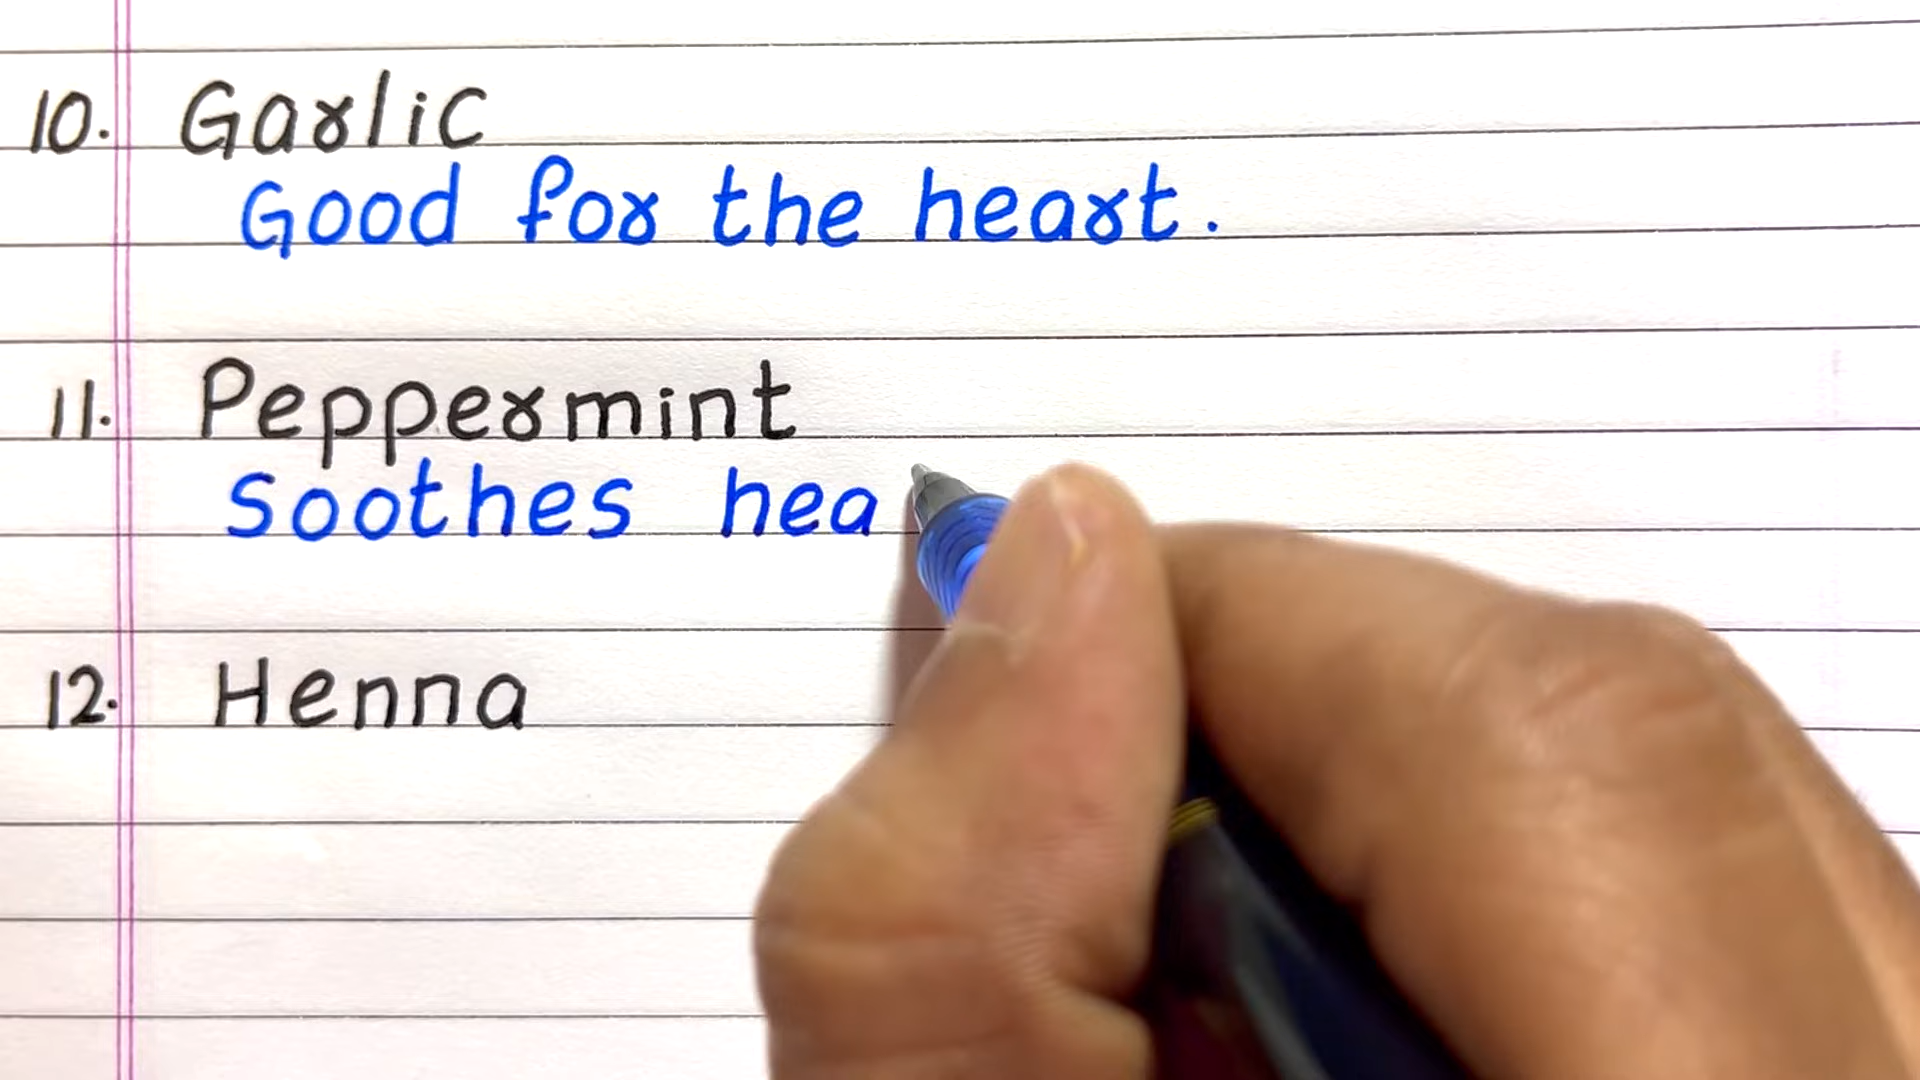 10. Garlic
Good for the heart.
11. Peppermint
Soothes hea
12. Henna